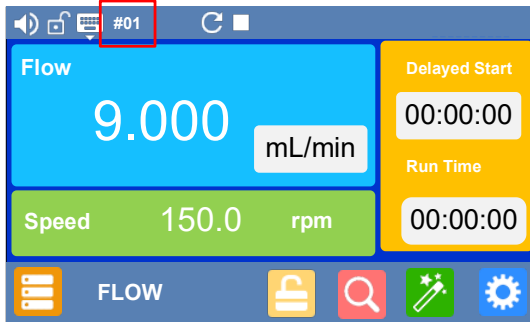 #01
Flow
9.000
mL/min
Speed 150.0 rpm
Delayed Start
00:00:00
Run Time
00:00:00
FLOW